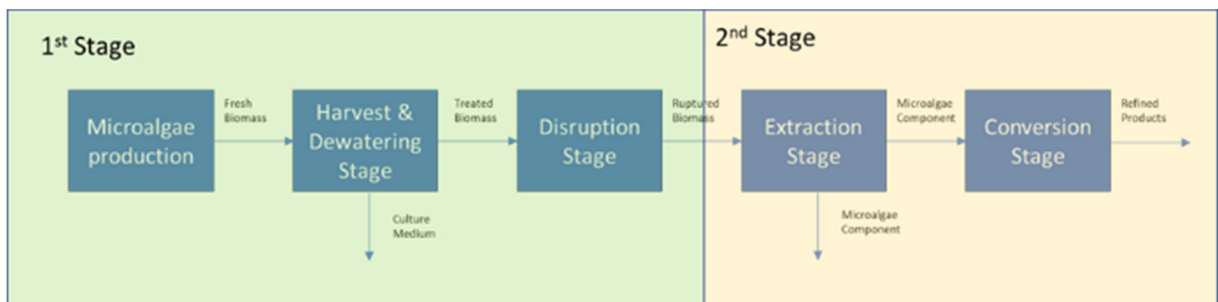 1st Stage
2nd Stage
Microalgae
production
Fresh
Biomass
Harvest &
Dewatering
Stage
Treated
Biomass
Disruption
Stage
Ruptured
Biomass
Extraction
Stage
Microalgae
Component
Conversion
Stage
Refined
Products
Culture
Medium
Microalgae
Component